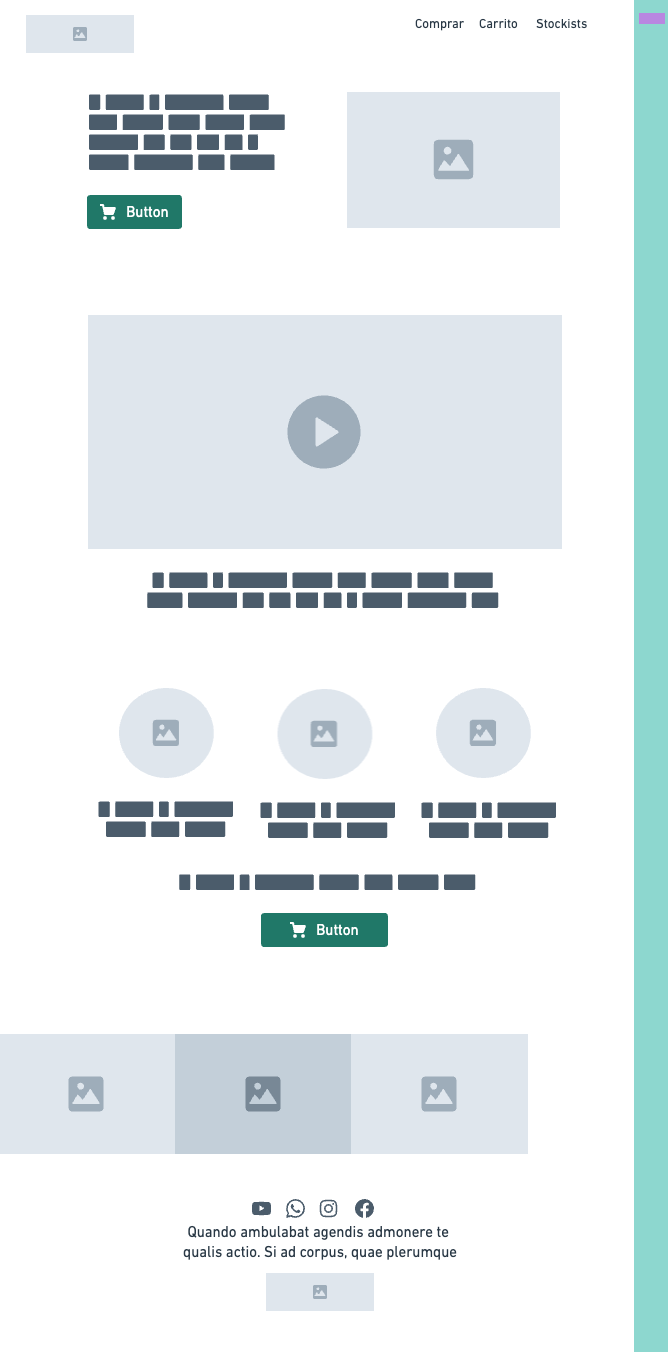 Comprar Carrito Stockists
Button
Button
Quando ambulabat agendis admonere te
qualis actio. Si ad corpus, quae plerumque